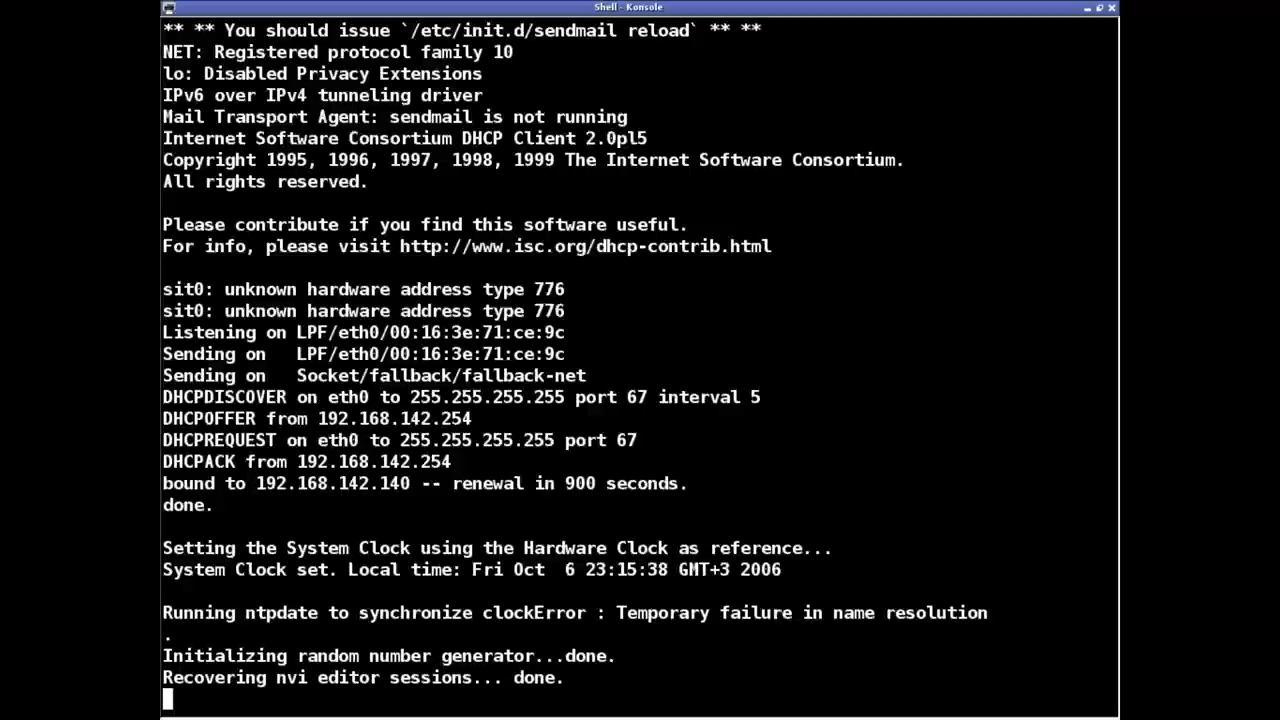 Shell - Konsole
** ** You should issue `/etc/init.d/sendmail reload` ** **
NET: Registered protocol family 10
lo: Disabled Privacy Extensions
IPv6 over IPv4 tunneling driver
Mail Transport Agent: sendmail is not running
Internet Software Consortium DHCP Client 2.0pl5
Copyright 1995, 1996, 1997, 1998, 1999 The Internet Software Consortium.
All rights reserved.
Please contribute if you find this software useful.
For info, please visit http://www.isc.org/dhcp-contrib.html
sit0: unknown hardware address type 776
sit0: unknown hardware address type 776
Listening on LPF/eth0/00:16:3e:71:ce:9c
Sending on   LPF/eth0/00:16:3e:71:ce:9c
Sending on   Socket/fallback/fallback-net
DHCPDISCOVER on eth0 to 255.255.255.255 port 67 interval 5
DHCPOFFER from 192.168.142.254
DHCPREQUEST on eth0 to 255.255.255.255 port 67
DHCPACK from 192.168.142.254
bound to 192.168.142.140 -- renewal in 900 seconds.
done.
Setting the System Clock using the Hardware Clock as reference...
System Clock set. Local time: Fri Oct  6 23:15:38 GMT+3 2006
Running ntpdate to synchronize clockError : Temporary failure in name resolution
.
Initializing random number generator...done.
Recovering nvi editor sessions... done.